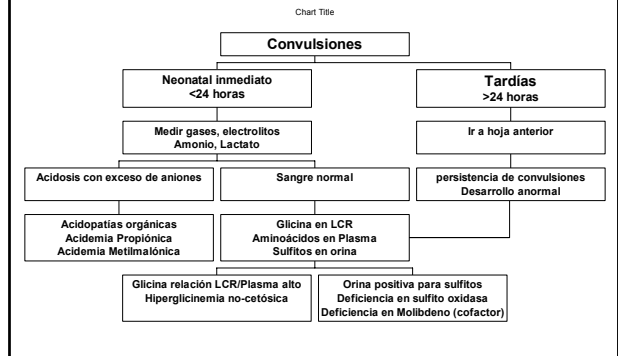 Chart Title
Convulsiones
Neonatal inmediato
<24 horas
Tardías
>24 horas
Medir gases, electrolitos
Amonio, Lactato
Ir a hoja anterior
Acidosis con exceso de aniones
Sangre normal
persistencia de convulsiones
Desarrollo anormal
Acidopatías orgánicas
Acidemia Propiónica
Acidemia Metilmalónica
Glicina en LCR
Aminoácidos en Plasma
Sulfitos en orina
Glicina relación LCR/Plasma alto
Hiperglicinemia no-cetósica
Orina positiva para sulfitos
Deficiencia en sulfito oxidasa
Deficiencia en Molibdeno (cofactor)